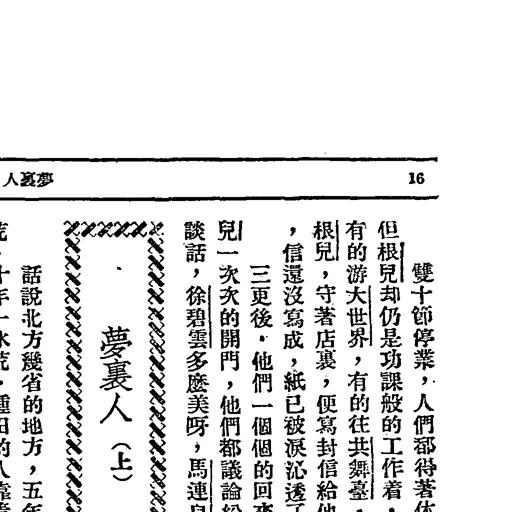 夢裏人
16
雙十節停業，人們都得著休
但根兒却仍是功課般的工作着，
有的游大世界，有的往共舞臺，
根兒，守著店裏，便寫封信給他
，信還沒寫成，紙已被淚沁透了
三更後，他們一個個的回來
兒一次次的開門，他們都議論紛
談話，徐碧雲多麼美呀，馬連良
夢裏人（上）
話說北方幾省的地方，五年
荒，十年一水荒，種田的人靠着